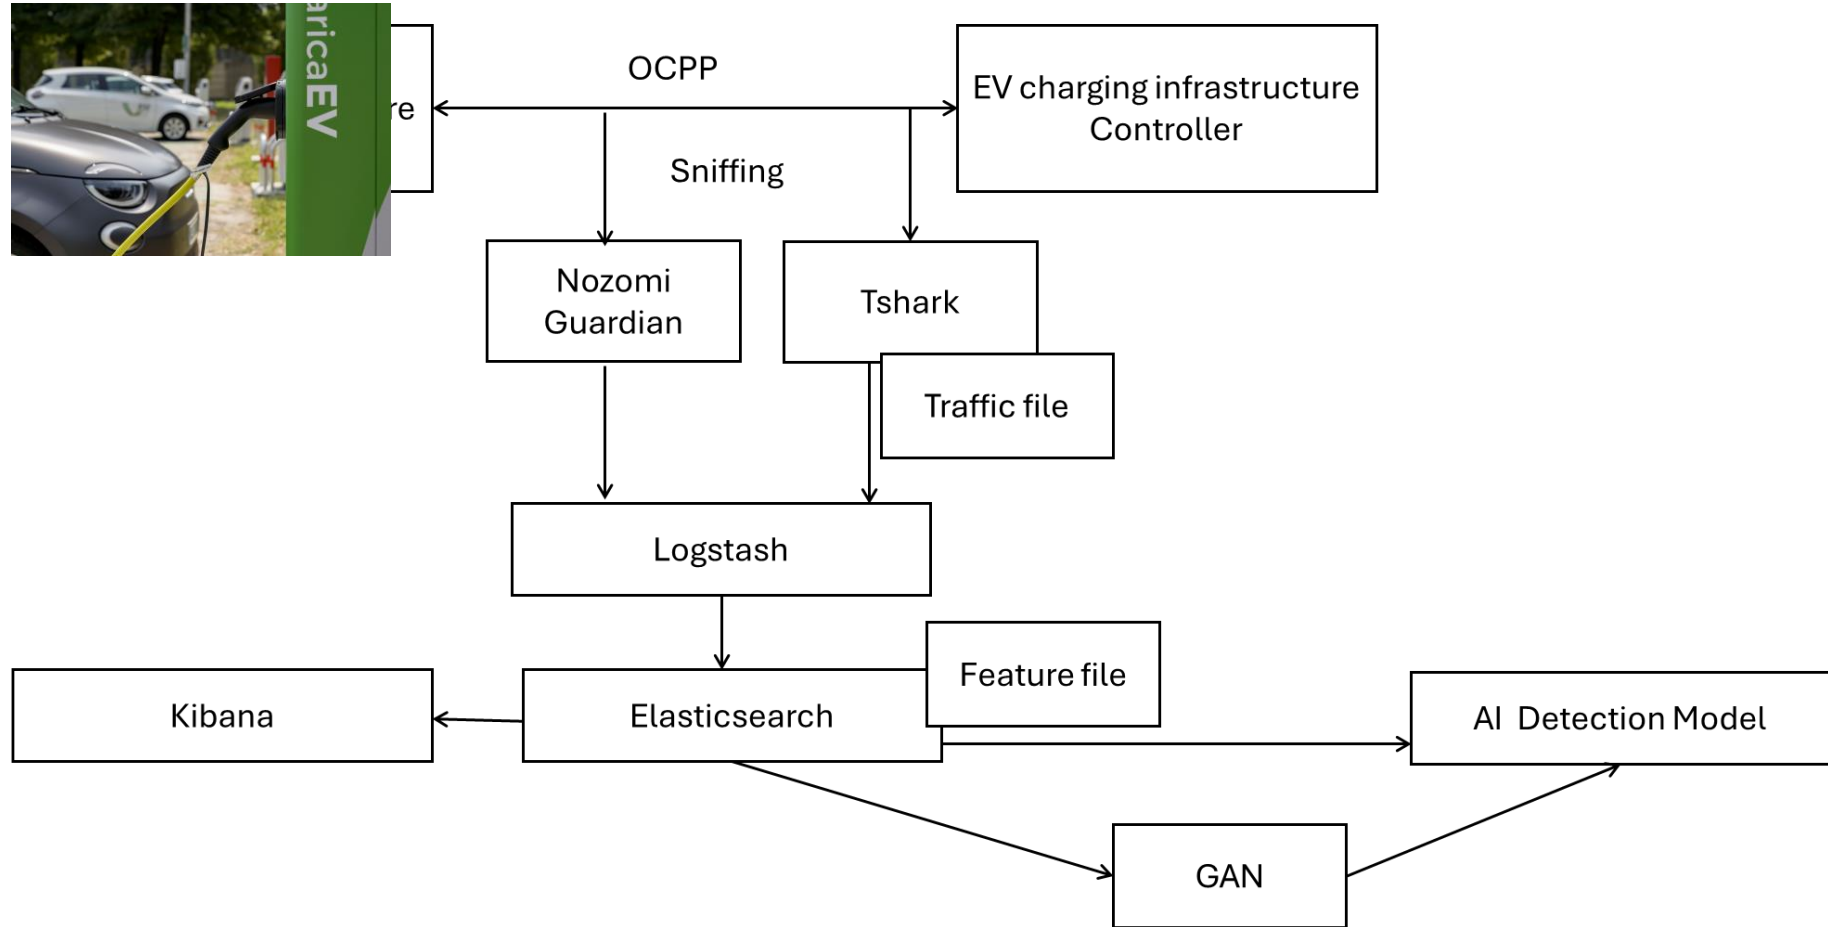 aricaEV
re
OCPP
EV charging infrastructure
Controller
Sniffing
Nozomi
Guardian
Tshark
Traffic file
Logstash
Feature file
Kibana
Elasticsearch
AI Detection Model
GAN